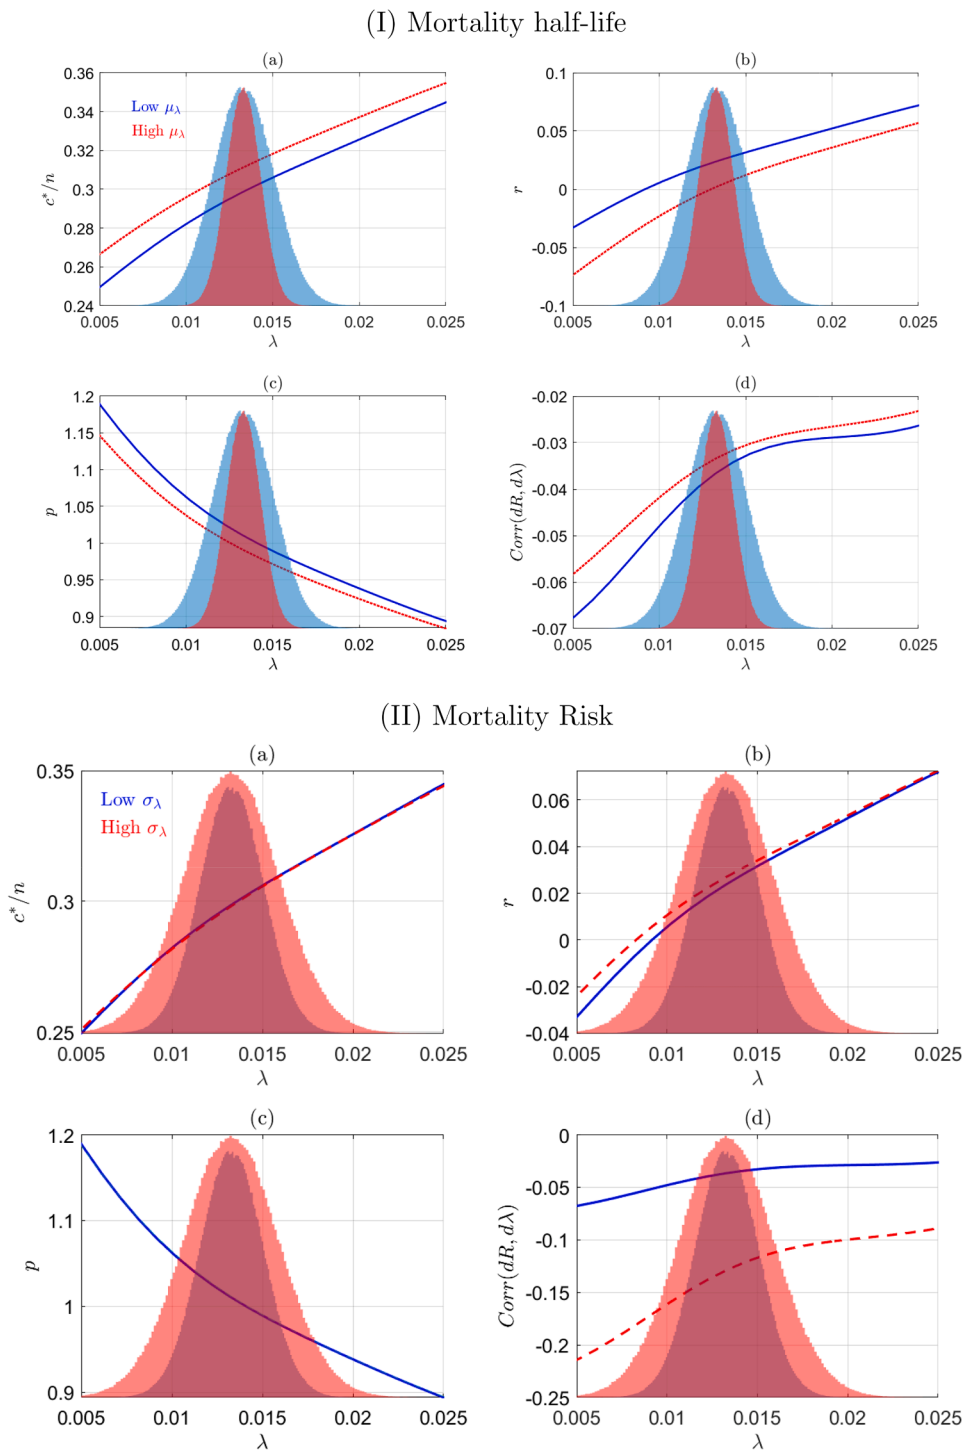 (I) Mortality half-life
(a)
0.36
0.34
0.32
0.3
0.28
0.26
0.24
c*/n
Low μλ
High μλ
0.005 0.01 0.015 0.02 0.025
λ
(b)
0.1
0.05
0
-0.05
-0.1
r
0.005 0.01 0.015 0.02 0.025
λ
(c)
1.2
1.15
1.1
1.05
1
0.95
0.9
p
0.005 0.01 0.015 0.02 0.025
λ
(d)
-0.02
-0.03
-0.04
-0.05
-0.06
-0.07
Corr(dR, dλ)
0.005 0.01 0.015 0.02 0.025
λ
(II) Mortality Risk
(a)
0.35
0.3
0.25
c*/n
Low σλ
High σλ
0.005 0.01 0.015 0.02 0.025
λ
(b)
0.06
0.04
0.02
0
-0.02
-0.04
r
0.005 0.01 0.015 0.02 0.025
λ
(c)
1.2
1.1
1
0.9
p
0.005 0.01 0.015 0.02 0.025
λ
(d)
0
-0.05
-0.1
-0.15
-0.2
-0.25
Corr(dR, dλ)
0.005 0.01 0.015 0.02 0.025
λ